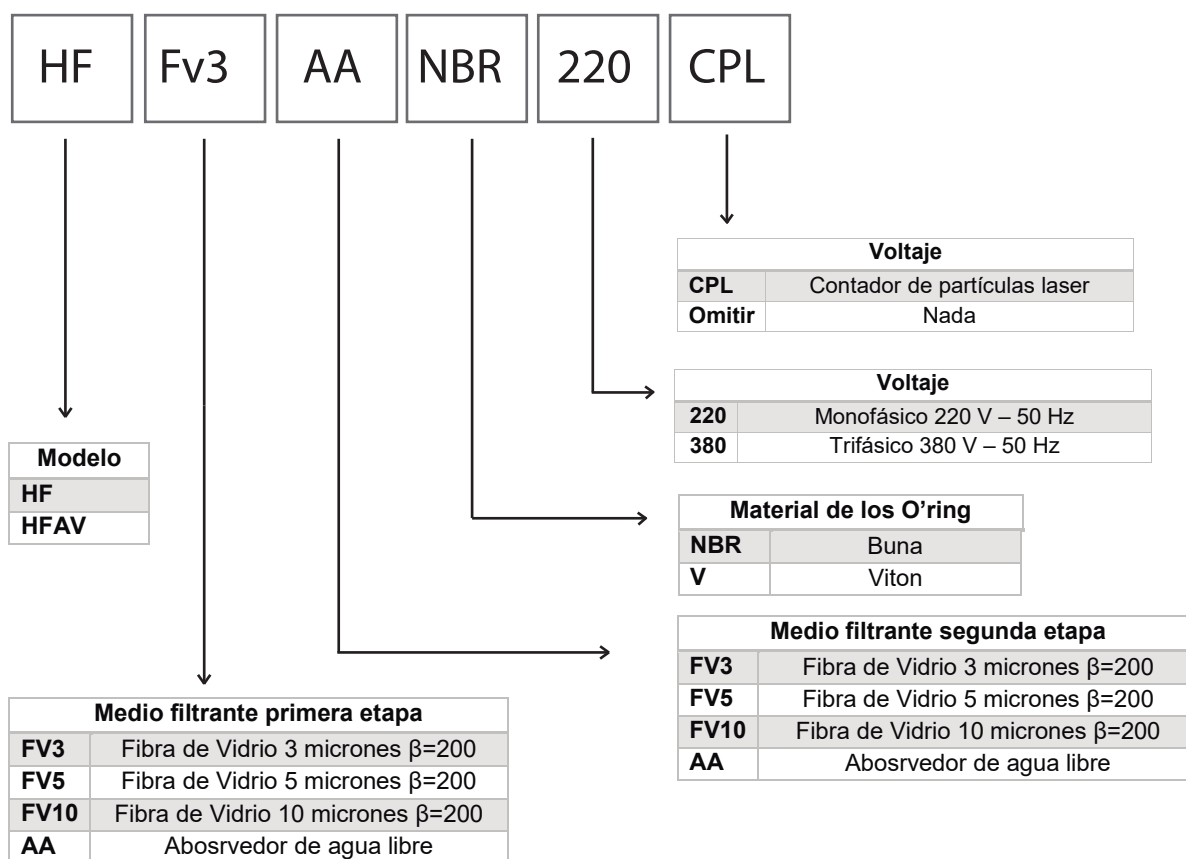 HF Fv3 AA NBR 220 CPL
Voltaje
CPL Contador de partículas laser
Omitir Nada
Voltaje
220 Monofásico 220 V – 50 Hz
380 Trifásico 380 V – 50 Hz
Modelo
HF
HFAV
Material de los O’ring
NBR Buna
V Viton
Medio filtrante segunda etapa
FV3 Fibra de Vidrio 3 micrones β=200
FV5 Fibra de Vidrio 5 micrones β=200
FV10 Fibra de Vidrio 10 micrones β=200
AA Abosrvedor de agua libre
Medio filtrante primera etapa
FV3 Fibra de Vidrio 3 micrones β=200
FV5 Fibra de Vidrio 5 micrones β=200
FV10 Fibra de Vidrio 10 micrones β=200
AA Abosrvedor de agua libre